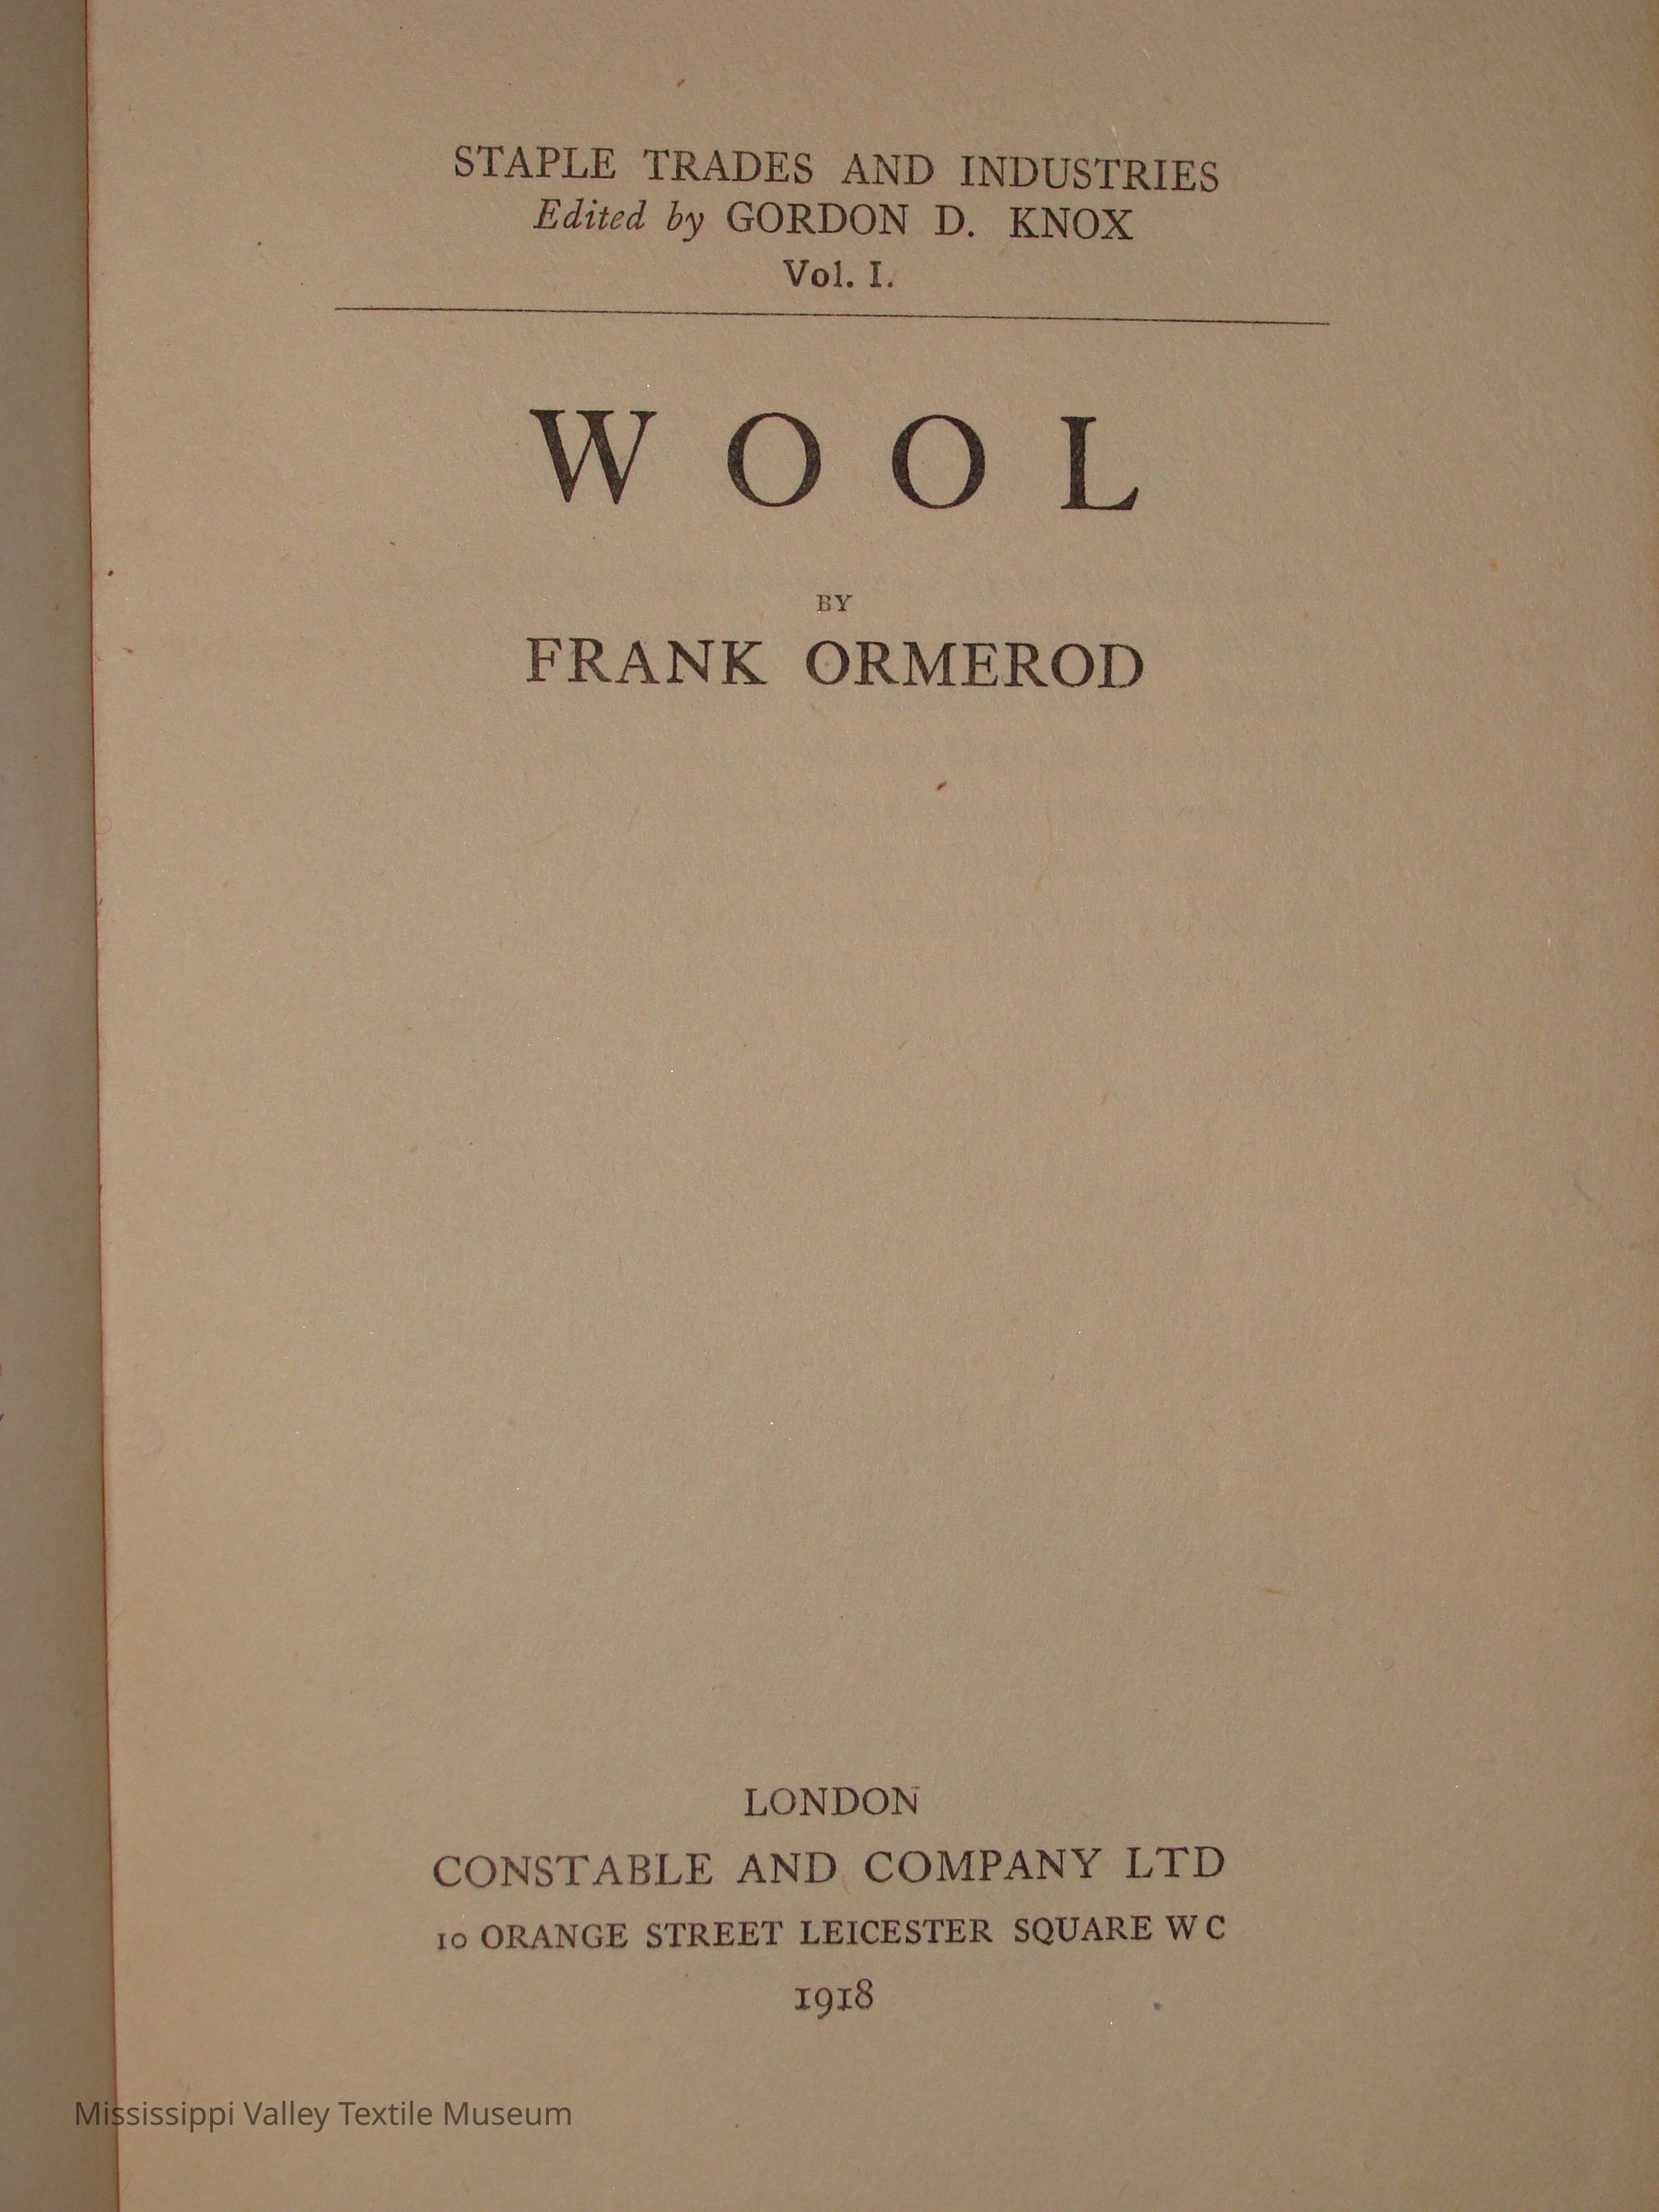 STAPLE TRADES AND INDUSTRIES
Edited by GORDON D. KNOX
Vol. I.
WOOL
BY
FRANK ORMEROD
LONDON
CONSTABLE AND COMPANY LTD
10 ORANGE STREET LEICESTER SQUARE W C
1918
Mississippi Valley Textile Museum